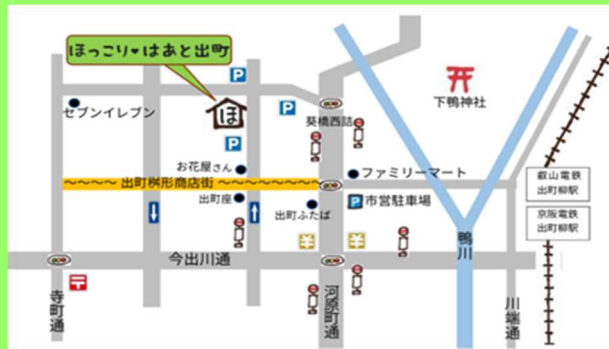 ほっこり♥はあと出町
P
セブンイレブン
ほ
P
P
葵橋西詰
下鴨神社
お花屋さん
ファミリーマート
出町桝形商店街
叡山電鉄
出町柳駅
出町座
出町ふたば
P市営駐車場
京阪電鉄
出町柳駅
鴨川
今出川通
寺町通
河原町通
川端通